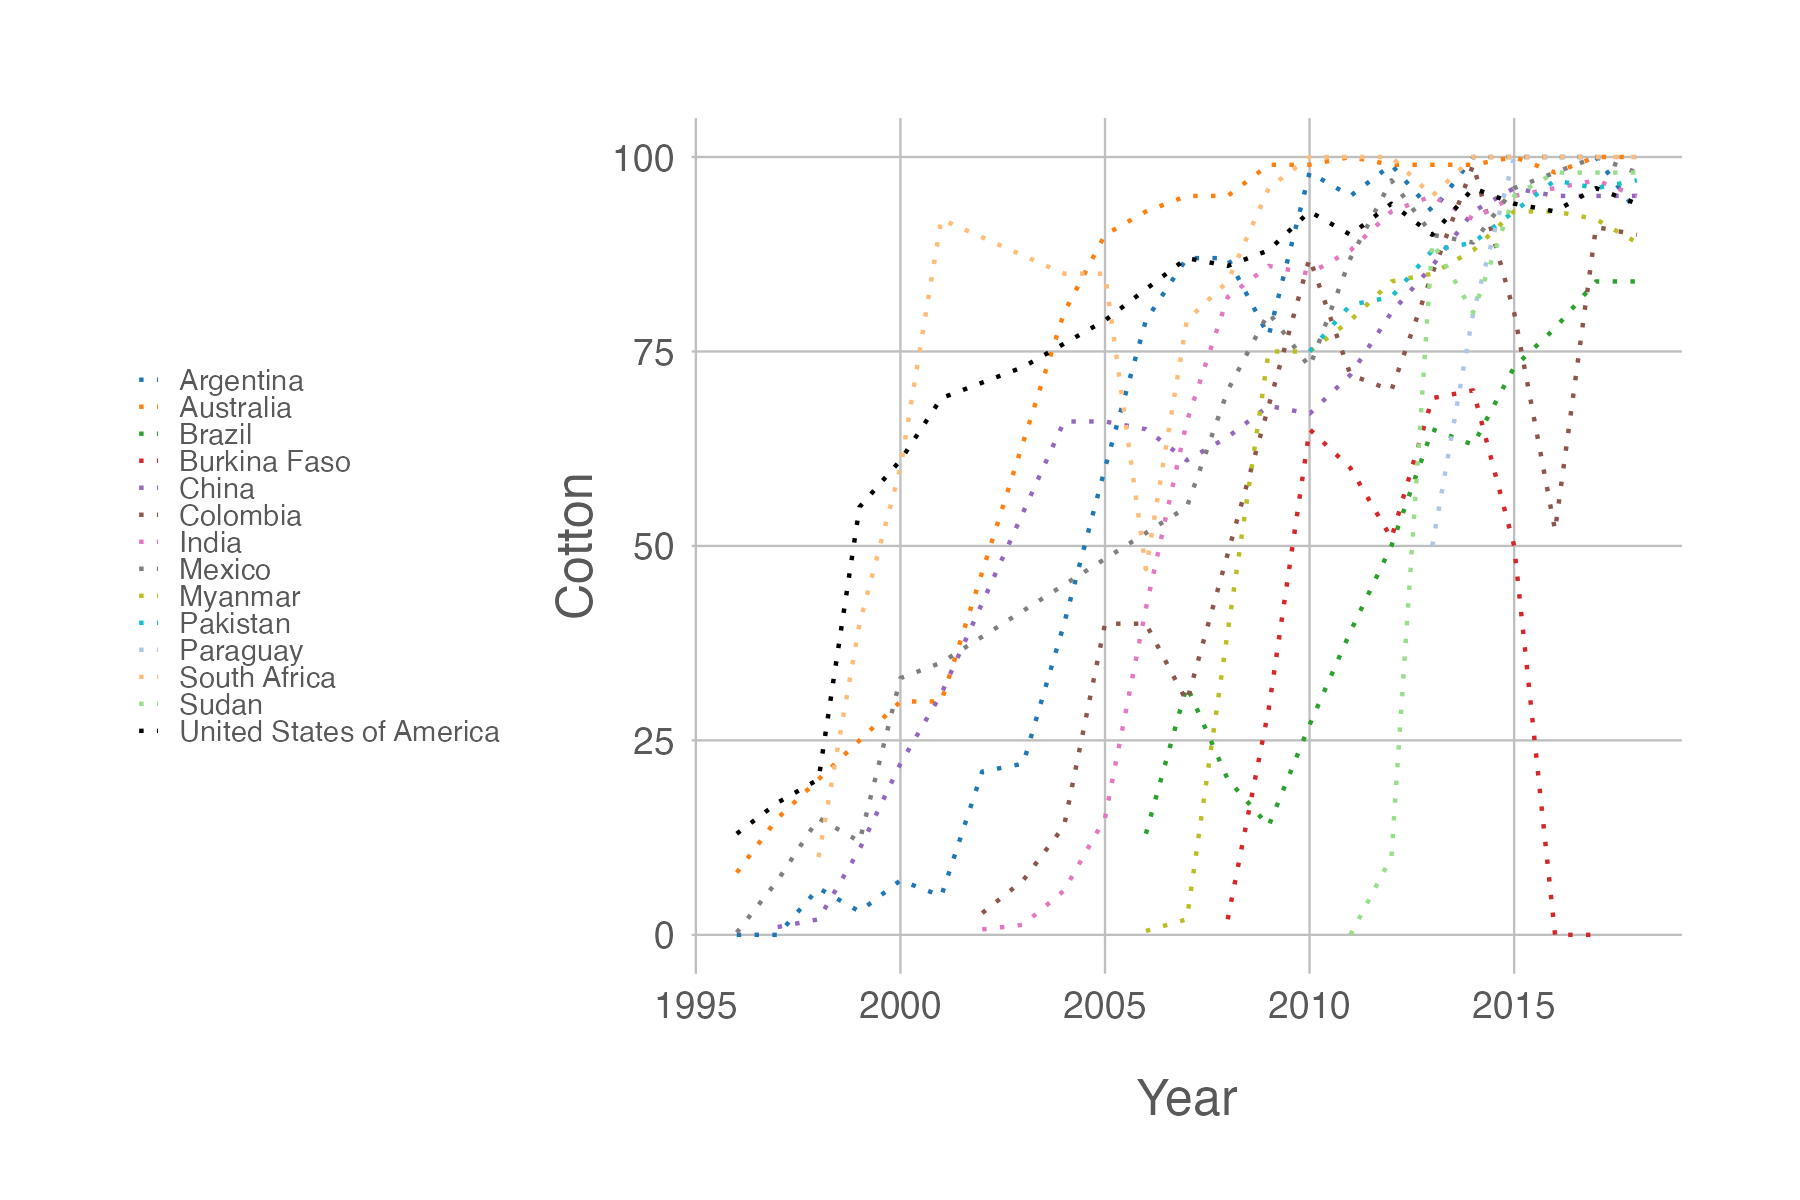 100
75
50
25
0
Cotton
1995 2000 2005 2010 2015
Year
Argentina
Australia
Brazil
Burkina Faso
China
Colombia
India
Mexico
Myanmar
Pakistan
Paraguay
South Africa
Sudan
United States of America